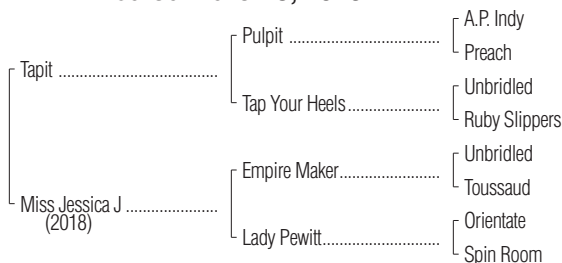 A.P. Indy
Pulpit
Preach
Tapit
Unbridled
Tap Your Heels
Ruby Slippers
Unbridled
Empire Maker
Toussaud
Miss Jessica J
(2018)
Orientate
Lady Pewitt
Spin Room